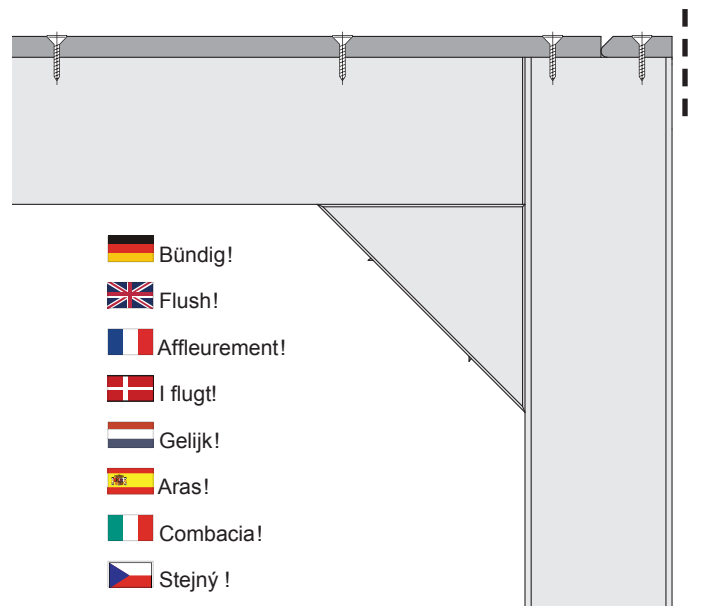 Bündig!
Flush!
Affleurement!
I flugt!
Gelijk!
Aras!
Combacia!
Stejný !